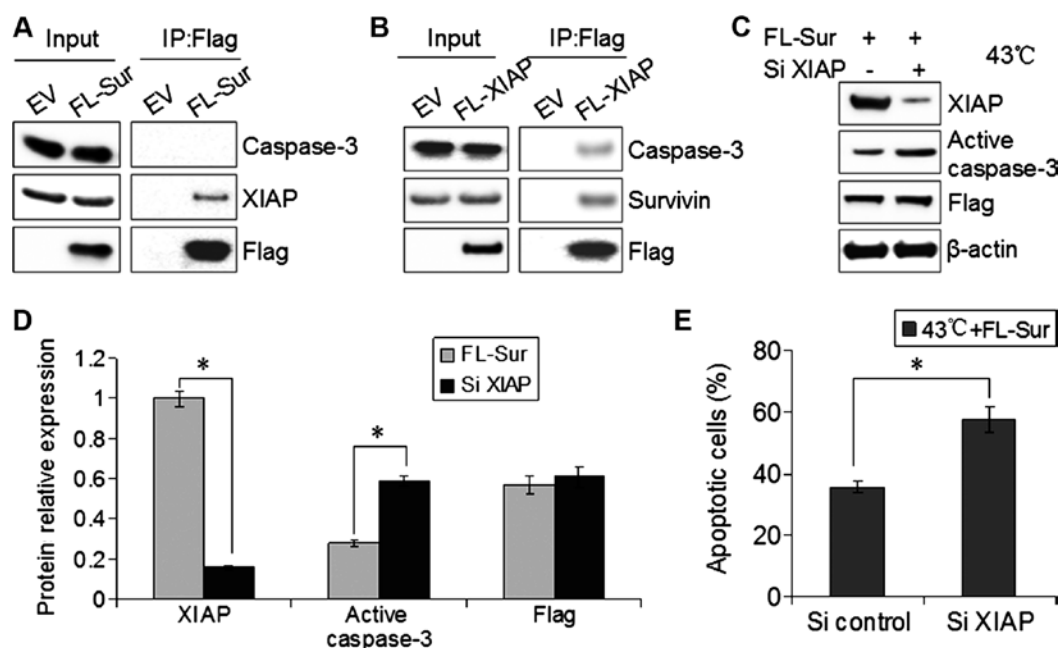 A
Input
IP:Flag
EV
FL-Sur
EV
FL-Sur
Caspase-3
XIAP
Flag
B
Input
IP:Flag
EV
FL-XIAP
EV
FL-XIAP
Caspase-3
Survivin
Flag
C
FL-Sur + +
Si XIAP - +
43℃
XIAP
Active
caspase-3
Flag
β-actin
D
Protein relative expression
1.2
1
0.8
0.6
0.4
0.2
0
FL-Sur
Si XIAP
*
*
XIAP
Active
caspase-3
Flag
E
43℃+FL-Sur
Apoptotic cells (%)
80
60
40
20
0
*
Si control
Si XIAP